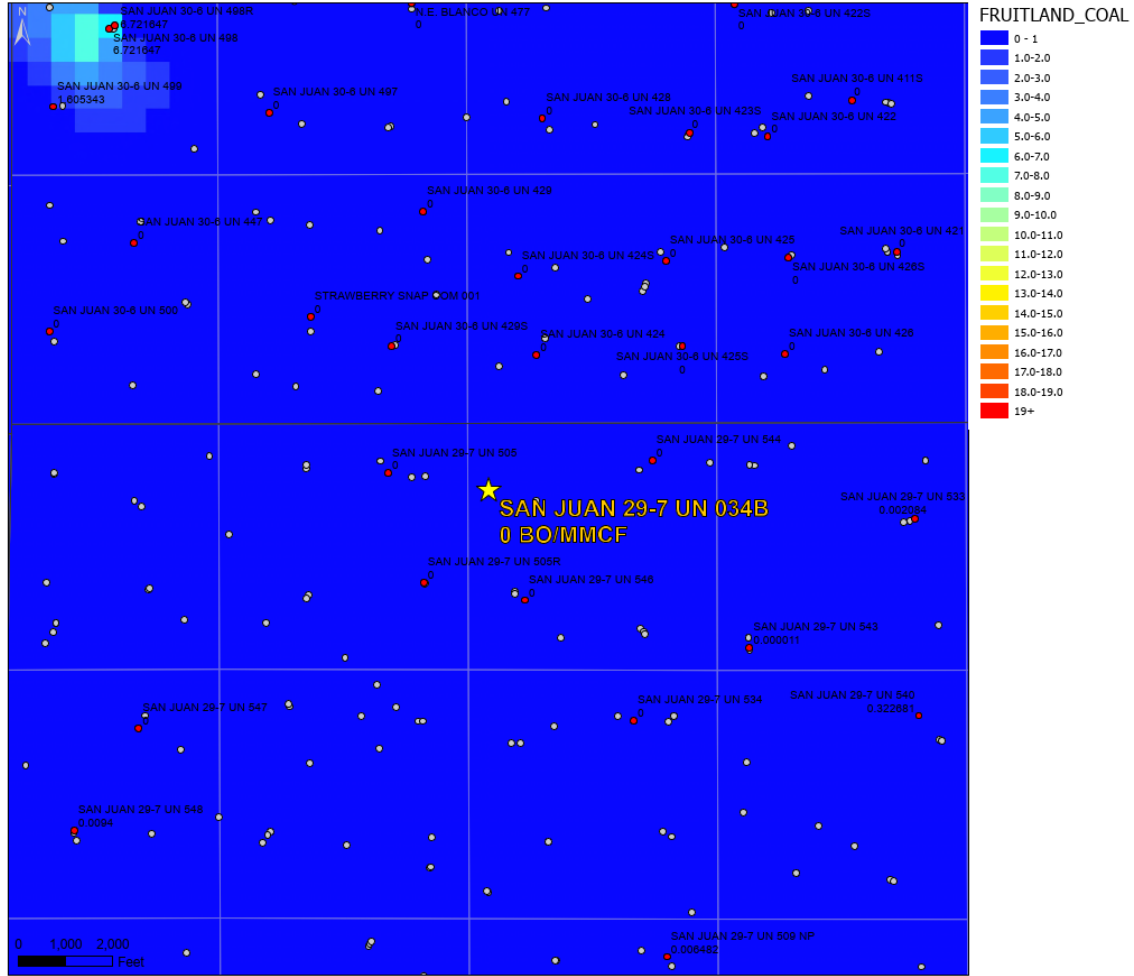 FRUITLAND_COAL
0 - 1
1.0-2.0
2.0-3.0
3.0-4.0
4.0-5.0
5.0-6.0
6.0-7.0
7.0-8.0
8.0-9.0
9.0-10.0
10.0-11.0
11.0-12.0
12.0-13.0
13.0-14.0
14.0-15.0
15.0-16.0
16.0-17.0
17.0-18.0
18.0-19.0
19+
N
SAN JUAN 30-6 UN 498R
6.721647
SAN JUAN 30-6 UN 498
6.721647
N.E. BLANCO UN 477
0
SAN JUAN 30-6 UN 422S
0
SAN JUAN 30-6 UN 499
1.605343
SAN JUAN 30-6 UN 497
0
SAN JUAN 30-6 UN 428
0
SAN JUAN 30-6 UN 423S
0
SAN JUAN 30-6 UN 411S
0
SAN JUAN 30-6 UN 422
0
SAN JUAN 30-6 UN 429
0
SAN JUAN 30-6 UN 447
0
SAN JUAN 30-6 UN 424S
0
SAN JUAN 30-6 UN 425
0
SAN JUAN 30-6 UN 421
0
SAN JUAN 30-6 UN 426S
0
SAN JUAN 30-6 UN 500
0
STRAWBERRY SNAP COM 001
0
SAN JUAN 30-6 UN 429S
0
SAN JUAN 30-6 UN 424
0
SAN JUAN 30-6 UN 425S
0
SAN JUAN 30-6 UN 426
0
SAN JUAN 29-7 UN 505
0
SAN JUAN 29-7 UN 544
0
SAN JUAN 29-7 UN 034B
0 BO/MMCF
SAN JUAN 29-7 UN 533
0.002084
SAN JUAN 29-7 UN 505R
0
SAN JUAN 29-7 UN 546
0
SAN JUAN 29-7 UN 543
0.000911
SAN JUAN 29-7 UN 547
0
SAN JUAN 29-7 UN 534
0
SAN JUAN 29-7 UN 540
0.322681
SAN JUAN 29-7 UN 548
0.0094
SAN JUAN 29-7 UN 509 NP
0.006482
0 1,000 2,000
Feet